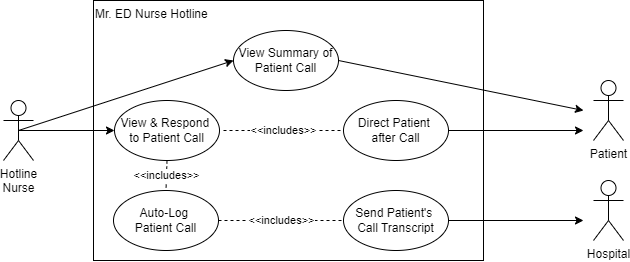 Mr. ED Nurse Hotline
View Summary of
Patient Call
View & Respond
to Patient Call
<<includes>>
Direct Patient
after Call
Hotline
Nurse
Patient
<<includes>>
Auto-Log
Patient Call
<<includes>>
Send Patient's
Call Transcript
Hospital